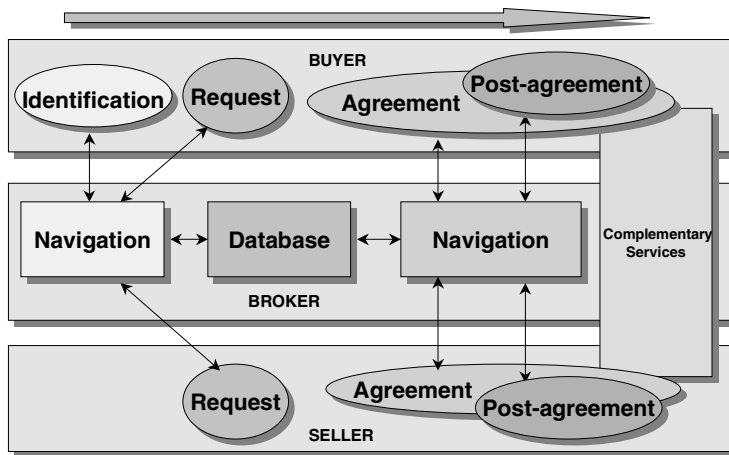 BUYER
Identification
Request
Agreement
Post-agreement
Navigation
Database
Navigation
Complementary
Services
BROKER
Request
Agreement
Post-agreement
SELLER